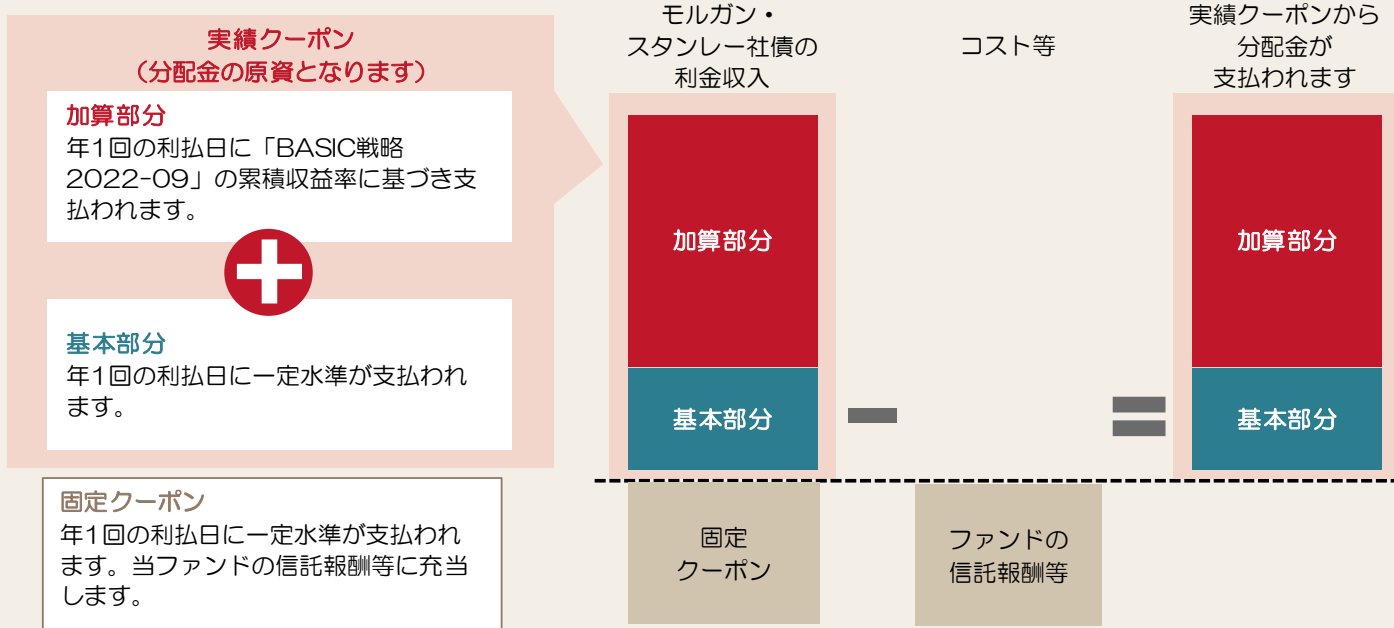 実績クーポン
（分配金の原資となります）
加算部分
年1回の利払日に「BASIC戦略
2022-09」の累積収益率に基づき支
払われます。
基本部分
年1回の利払日に一定水準が支払われ
ます。
固定クーポン
年1回の利払日に一定水準が支払われ
ます。当ファンドの信託報酬等に充当
します。
モルガン・
スタンレー社債の
利金収入
加算部分
基本部分
固定
クーポン
コスト等
ファンドの
信託報酬等
実績クーポンから
分配金が
支払われます
加算部分
基本部分